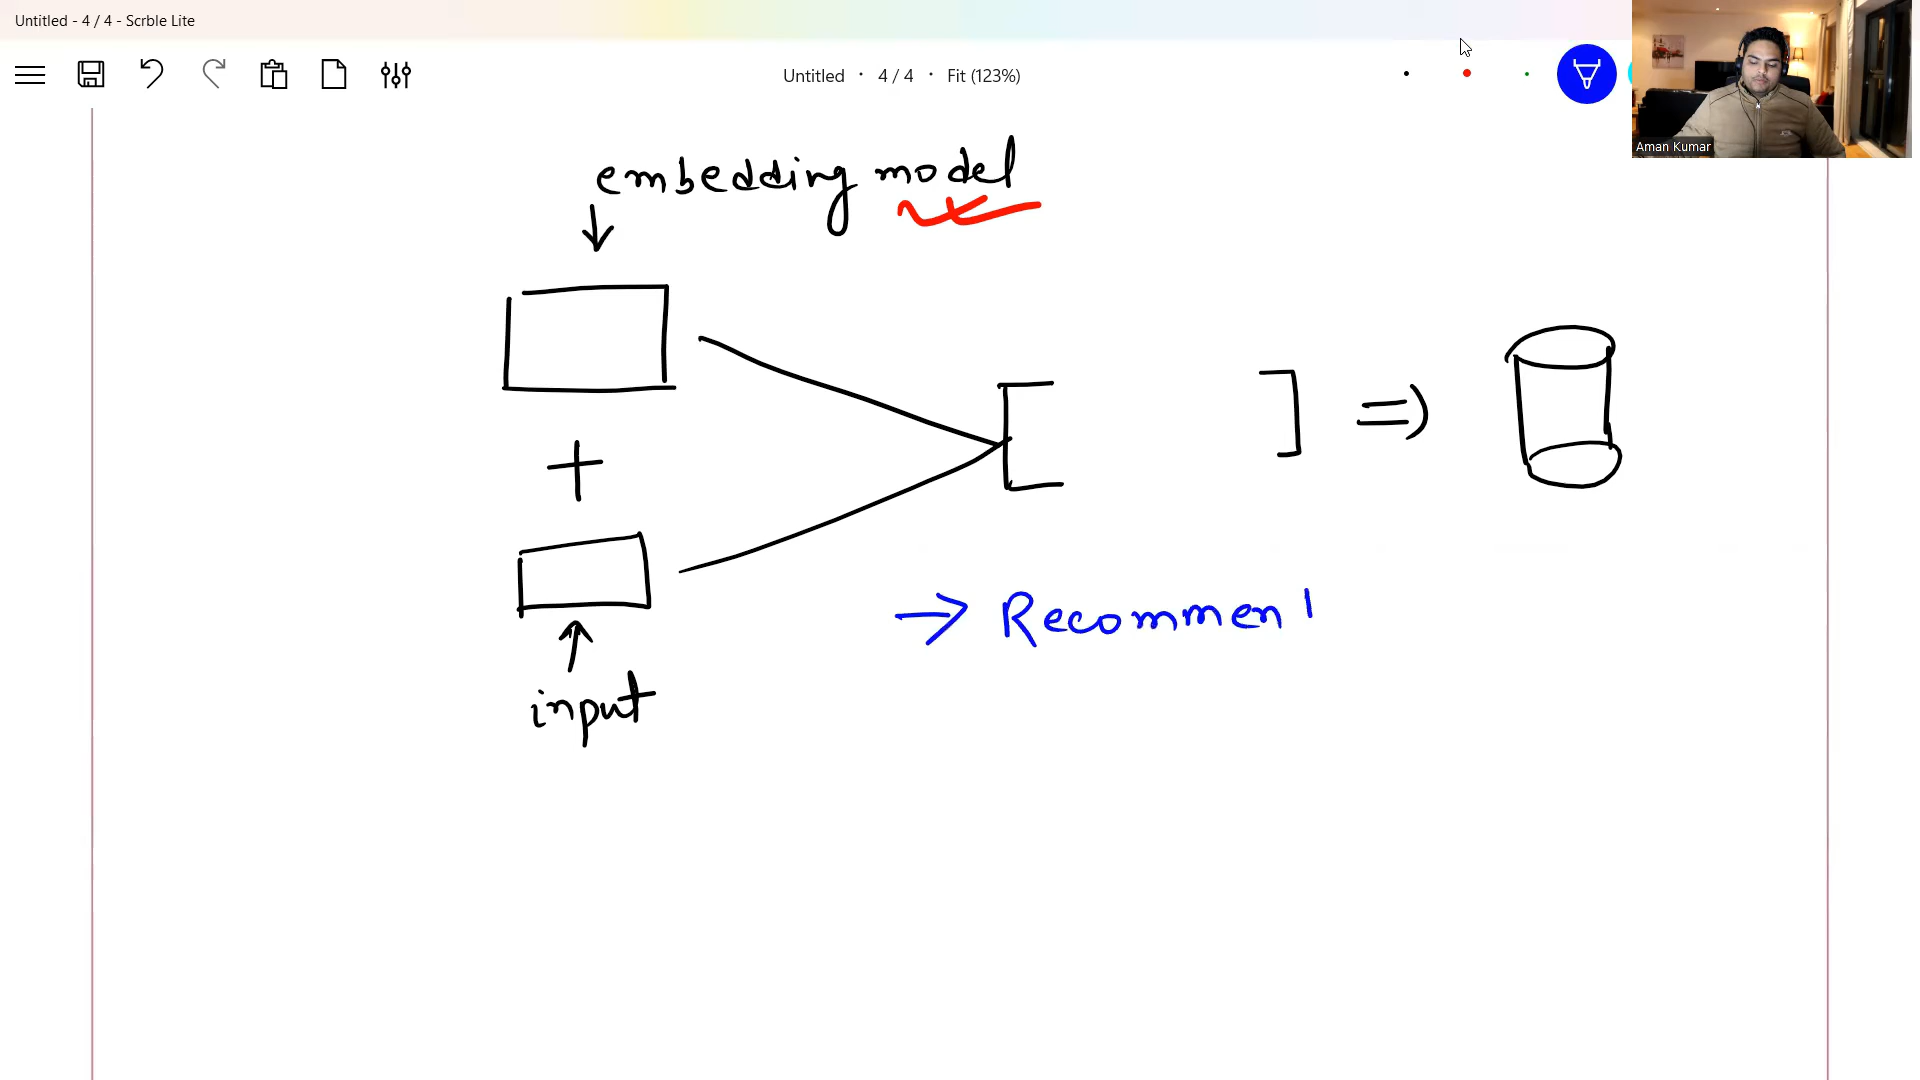 Untitled - 4 / 4 - Scrble Lite
Untitled · 4 / 4 · Fit (123%)
Aman Kumar
embedding model
Recommen
input